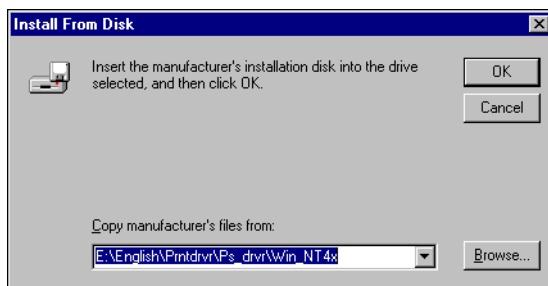 Install From Disk
Insert the manufacturer's installation disk into the drive
selected, and then click OK.
OK
Cancel
Copy manufacturer's files from:
E:\English\Prntdrvr\Ps_drvr\Win_NT4x
Browse...